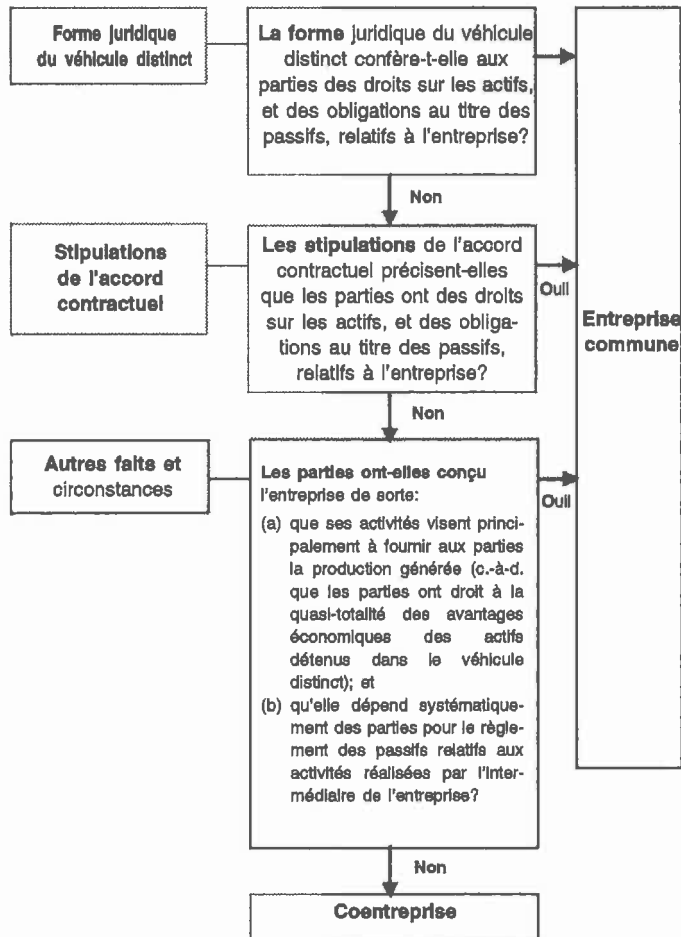 Forme juridique
du véhicule distinct
La forme juridique du véhicule
distinct confère-t-elle aux
parties des droits sur les actifs,
et des obligations au titre des
passifs, relatifs à l'entreprise?
Non
Stipulations
de l'accord
contractuel
Les stipulations de l'accord
contractuel précisent-elles
que les parties ont des droits
sur les actifs, et des obliga-
tions au titre des passifs,
relatifs à l'entreprise?
Ouil
Entreprise
commune
Non
Autres faits et
circonstances
Les parties ont-elles conçu
l'entreprise de sorte:
(a) que ses activités visent princi-
palement à fournir aux parties
la production générée (c.-à-d.
que les parties ont droit à la
quasi-totalité des avantages
économiques des actifs
détenus dans le véhicule
distinct); et
(b) qu'elle dépend systématique-
ment des parties pour le règle-
ment des passifs relatifs aux
activités réalisées par l'inter-
médiaire de l'entreprise?
Ouil
Non
Coentreprise